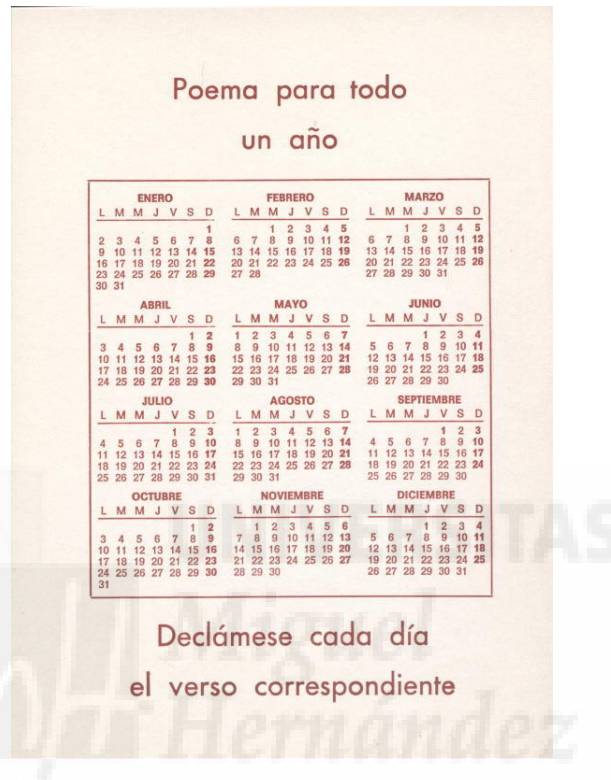 Poema para todo
un año
ENERO
L M M J V S D
1
2 3 4 5 6 7 8
9 10 11 12 13 14 15
16 17 18 19 20 21 22
23 24 25 26 27 28 29
30 31
FEBRERO
L M M J V S D
1 2 3 4 5
6 7 8 9 10 11 12
13 14 15 16 17 18 19
20 21 22 23 24 25 26
27 28
MARZO
L M M J V S D
1 2 3 4 5
6 7 8 9 10 11 12
13 14 15 16 17 18 19
20 21 22 23 24 25 26
27 28 29 30 31
ABRIL
L M M J V S D
1 2
3 4 5 6 7 8 9
10 11 12 13 14 15 16
17 18 19 20 21 22 23
24 25 26 27 28 29 30
MAYO
L M M J V S D
1 2 3 4 5 6 7
8 9 10 11 12 13 14
15 16 17 18 19 20 21
22 23 24 25 26 27 28
29 30 31
JUNIO
L M M J V S D
1 2 3 4
5 6 7 8 9 10 11
12 13 14 15 16 17 18
19 20 21 22 23 24 25
26 27 28 29 30
JULIO
L M M J V S D
1 2 3
4 5 6 7 8 9 10
11 12 13 14 15 16 17
18 19 20 21 22 23 24
25 26 27 28 29 30 31
AGOSTO
L M M J V S D
1 2 3 4 5 6 7
8 9 10 11 12 13 14
15 16 17 18 19 20 21
22 23 24 25 26 27 28
29 30 31
SEPTIEMBRE
L M M J V S D
1 2 3
4 5 6 7 8 9 10
11 12 13 14 15 16 17
18 19 20 21 22 23 24
25 26 27 28 29 30
OCTUBRE
L M M J V S D
1 2
3 4 5 6 7 8 9
10 11 12 13 14 15 16
17 18 19 20 21 22 23
24 25 26 27 28 29 30
31
NOVIEMBRE
L M M J V S D
1 2 3 4 5 6
7 8 9 10 11 12 13
14 15 16 17 18 19 20
21 22 23 24 25 26 27
28 29 30
DICIEMBRE
L M M J V S D
1 2 3 4
5 6 7 8 9 10 11
12 13 14 15 16 17 18
19 20 21 22 23 24 25
26 27 28 29 30 31
Declámese cada día
el verso correspondiente
UNIVERSITAS
Miguel
Hernández